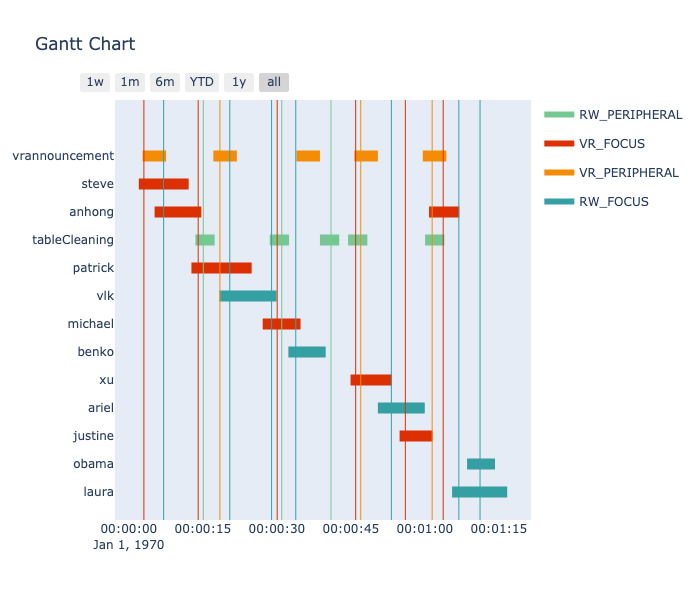 Gantt Chart
1w 1m 6m YTD 1y all
RW_PERIPHERAL
VR_FOCUS
VR_PERIPHERAL
RW_FOCUS
vrannouncement
steve
anhong
tableCleaning
patrick
vlk
michael
benko
xu
ariel
justine
obama
laura
00:00:00 00:00:15 00:00:30 00:00:45 00:01:00 00:01:15
Jan 1, 1970